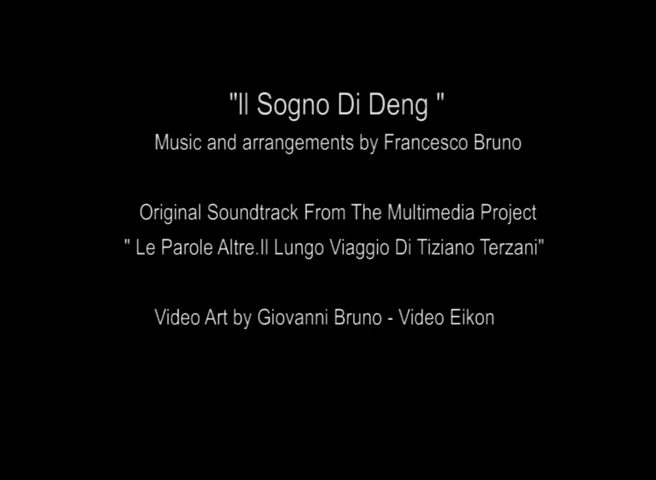 "Il Sogno Di Deng "
Music and arrangements by Francesco Bruno
Original Soundtrack From The Multimedia Project
" Le Parole Altre.Il Lungo Viaggio Di Tiziano Terzani"
Video Art by Giovanni Bruno - Video Eikon